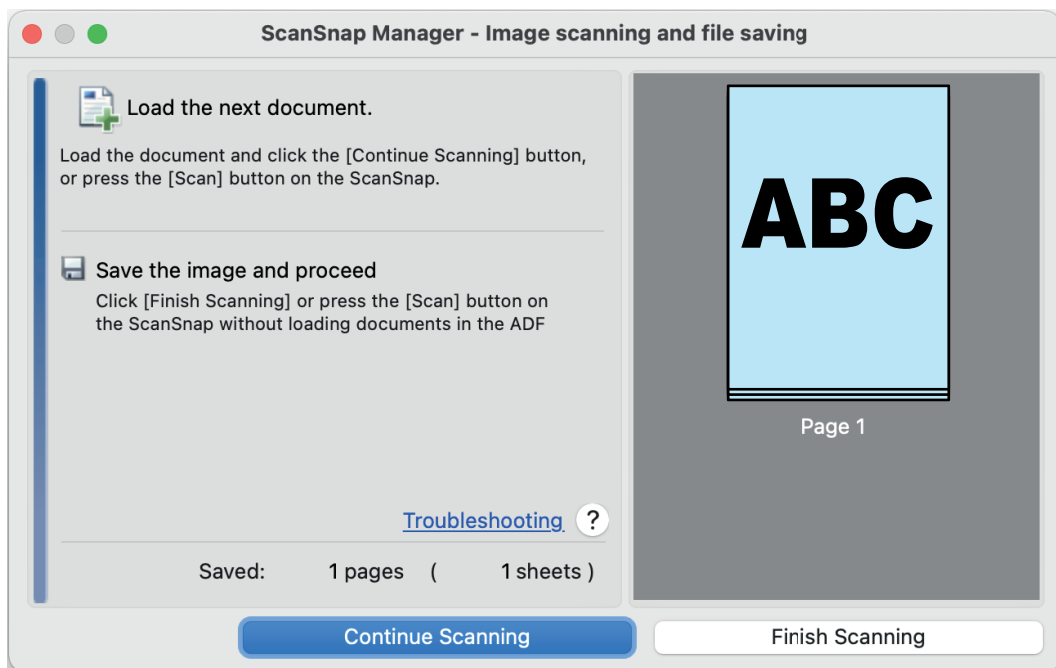 ScanSnap Manager - Image scanning and file saving
Load the next document.
Load the document and click the [Continue Scanning] button,
or press the [Scan] button on the ScanSnap.
Save the image and proceed
Click [Finish Scanning] or press the [Scan] button on
the ScanSnap without loading documents in the ADF
Troubleshooting ?
Saved: 1 pages ( 1 sheets )
ABC
Page 1
Continue Scanning
Finish Scanning